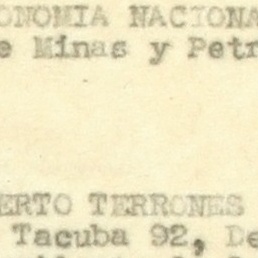 ONOMIA NACIONA
e Minas y Petr
ERTO TERRONES
Tacuba 92, De